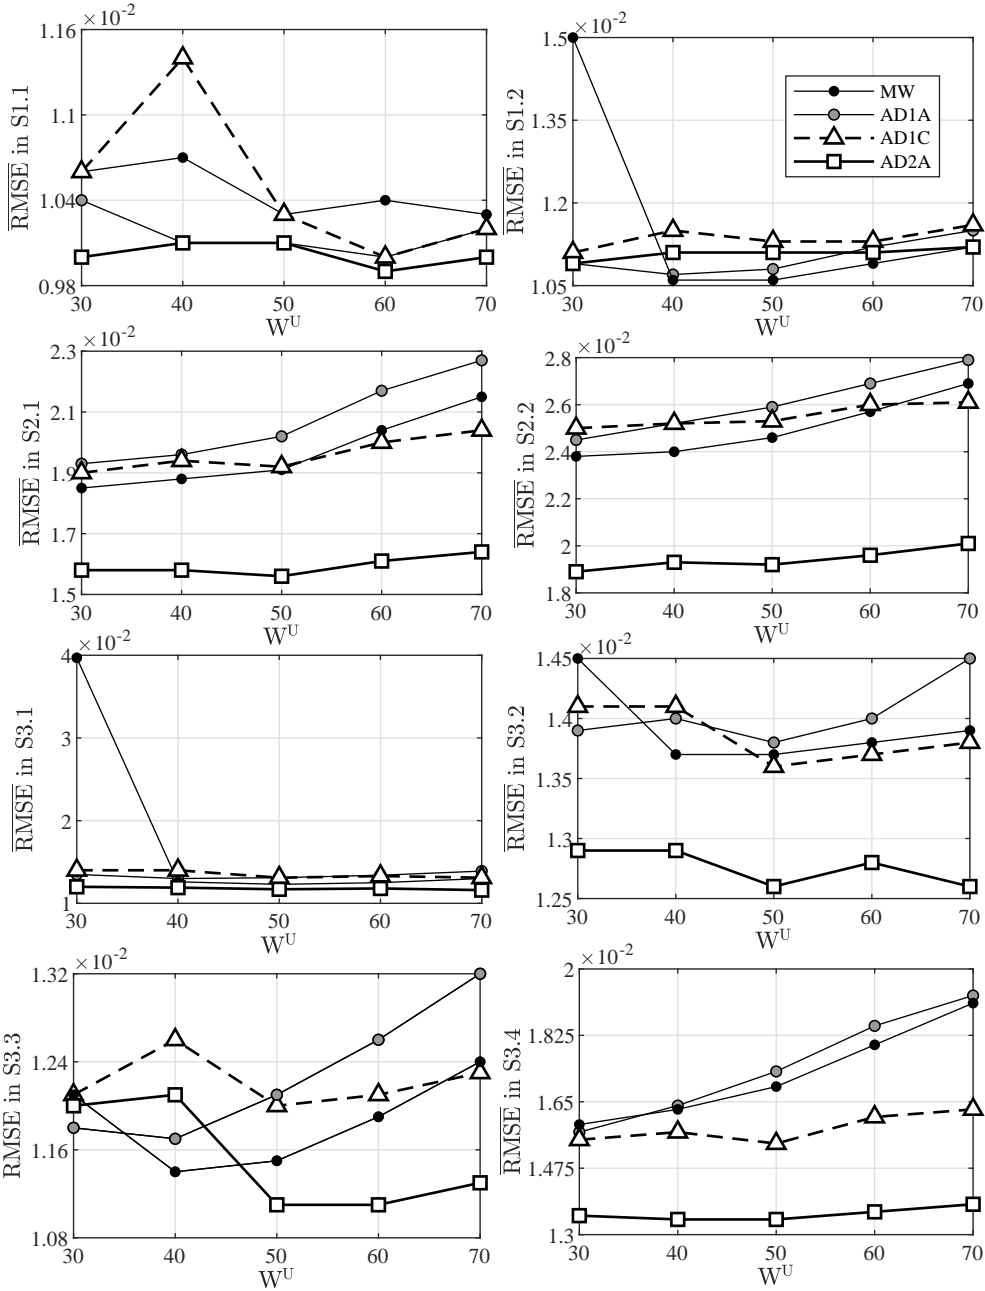 ×10⁻²
1.16
1.1
1.04
0.98
RMSE in S1.1
30 40 50 60 70
Wᵁ
×10⁻²
1.5
1.35
1.2
1.05
RMSE in S1.2
MW
AD1A
AD1C
AD2A
30 40 50 60 70
Wᵁ
×10⁻²
2.3
2.1
1.9
1.7
1.5
RMSE in S2.1
30 40 50 60 70
Wᵁ
×10⁻²
2.8
2.6
2.4
2.2
2
1.8
RMSE in S2.2
30 40 50 60 70
Wᵁ
×10⁻²
4
3
2
1
RMSE in S3.1
30 40 50 60 70
Wᵁ
×10⁻²
1.45
1.4
1.35
1.3
1.25
RMSE in S3.2
30 40 50 60 70
Wᵁ
×10⁻²
1.32
1.24
1.16
1.08
RMSE in S3.3
30 40 50 60 70
Wᵁ
×10⁻²
2
1.825
1.65
1.475
1.3
RMSE in S3.4
30 40 50 60 70
Wᵁ